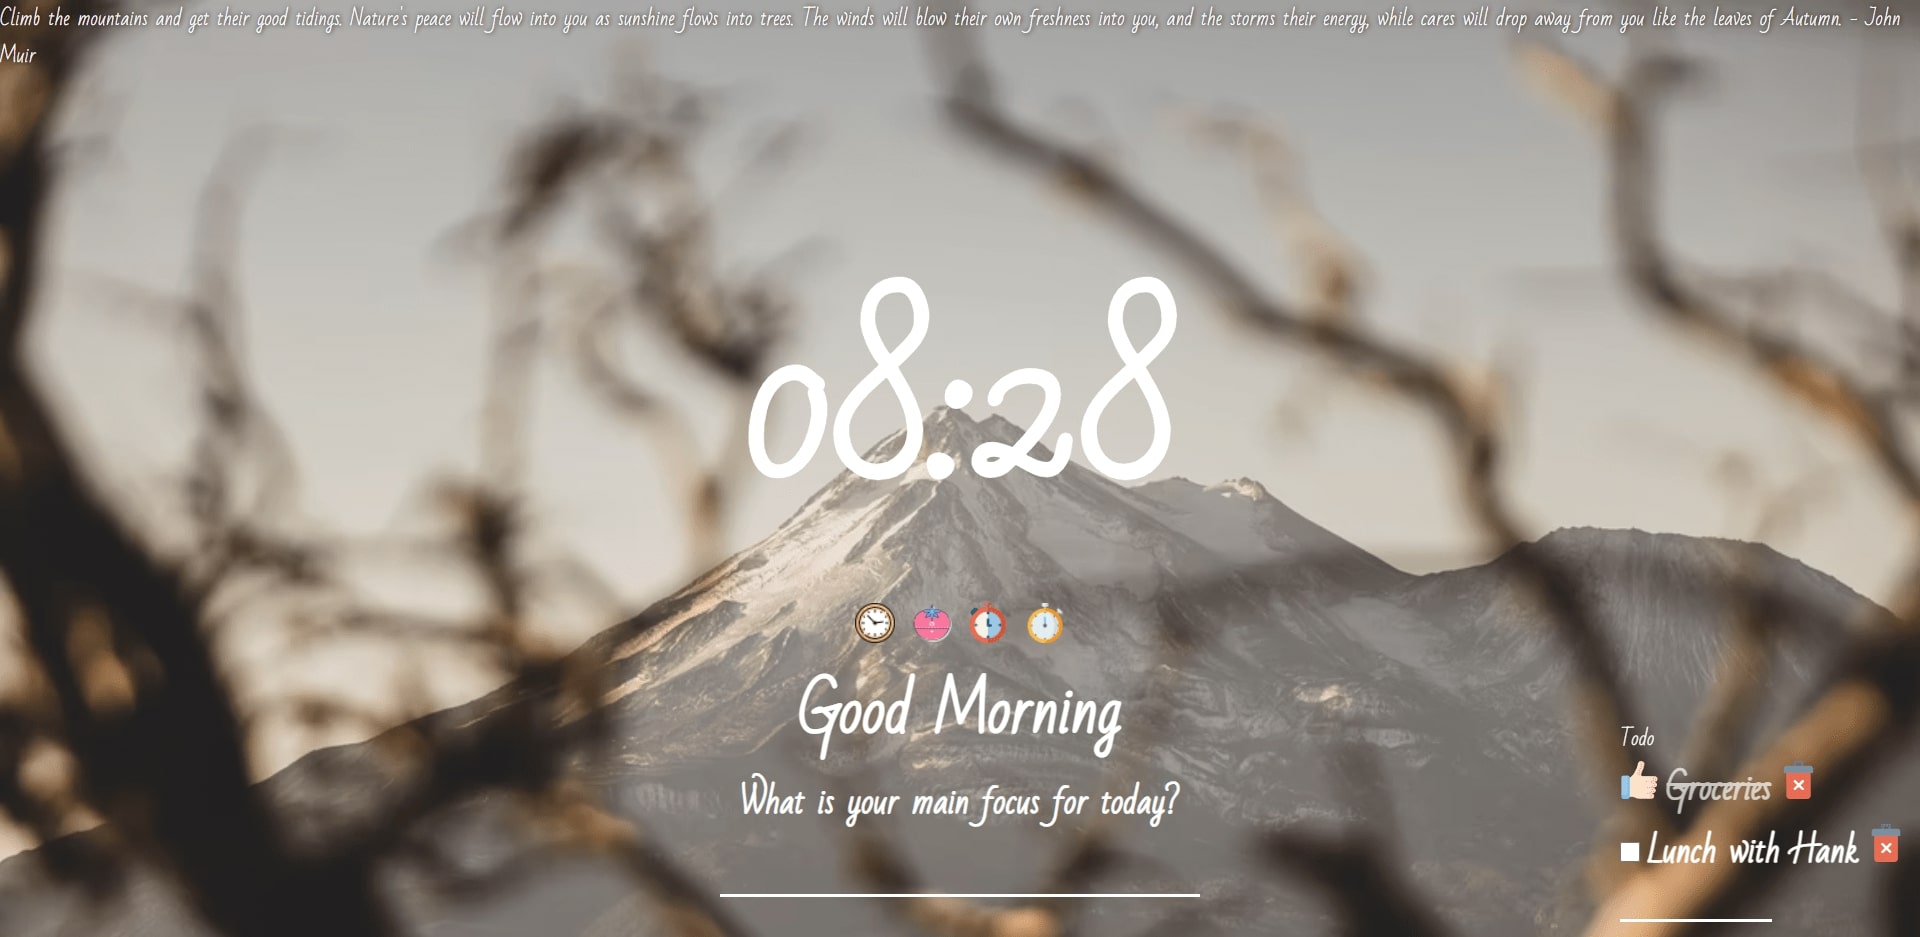 Climb the mountains and get their good tidings. Nature's peace will flow into you as sunshine flows into trees. The winds will blow their own freshness into you, and the storms their energy, while cares will drop away from you like the leaves of Autumn. - John
Muir
08:28
Good Morning
What is your main focus for today?
Todo
Groceries
Lunch with Hank